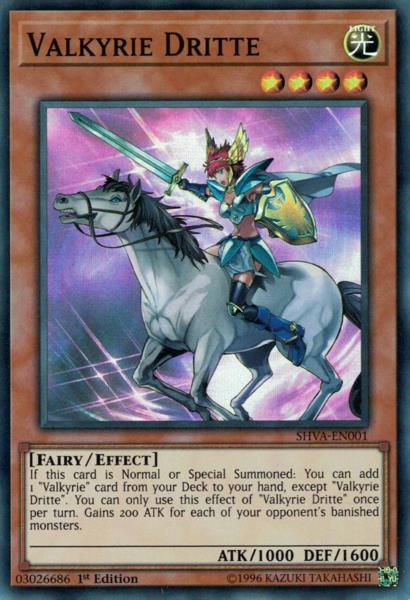 VALKYRIE DRITTE
LIGHT
光
SHVA-EN001
[FAIRY/EFFECT]
If this card is Normal or Special Summoned: You can add
1 "Valkyrie" card from your Deck to your hand, except "Valkyrie
Dritte". You can only use this effect of "Valkyrie Dritte" once
per turn. Gains 200 ATK for each of your opponent's banished
monsters.
ATK/1000 DEF/1600
03026686 1st Edition
©1996 KAZUKI TAKAHASHI